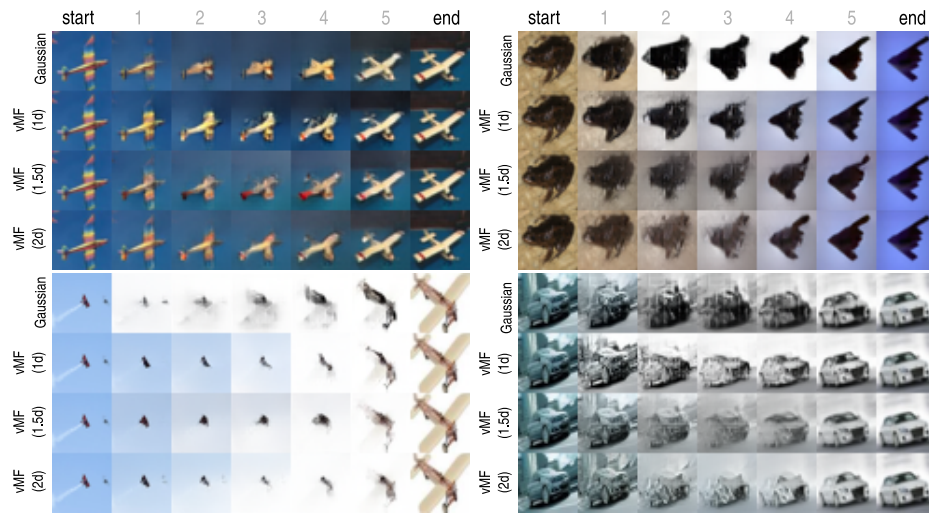 start 1 2 3 4 5 end
Gaussian
vMF
(1d)
vMF
(1.5d)
vMF
(2d)
start 1 2 3 4 5 end
Gaussian
vMF
(1d)
vMF
(1.5d)
vMF
(2d)
Gaussian
vMF
(1d)
vMF
(1.5d)
vMF
(2d)
Gaussian
vMF
(1d)
vMF
(1.5d)
vMF
(2d)